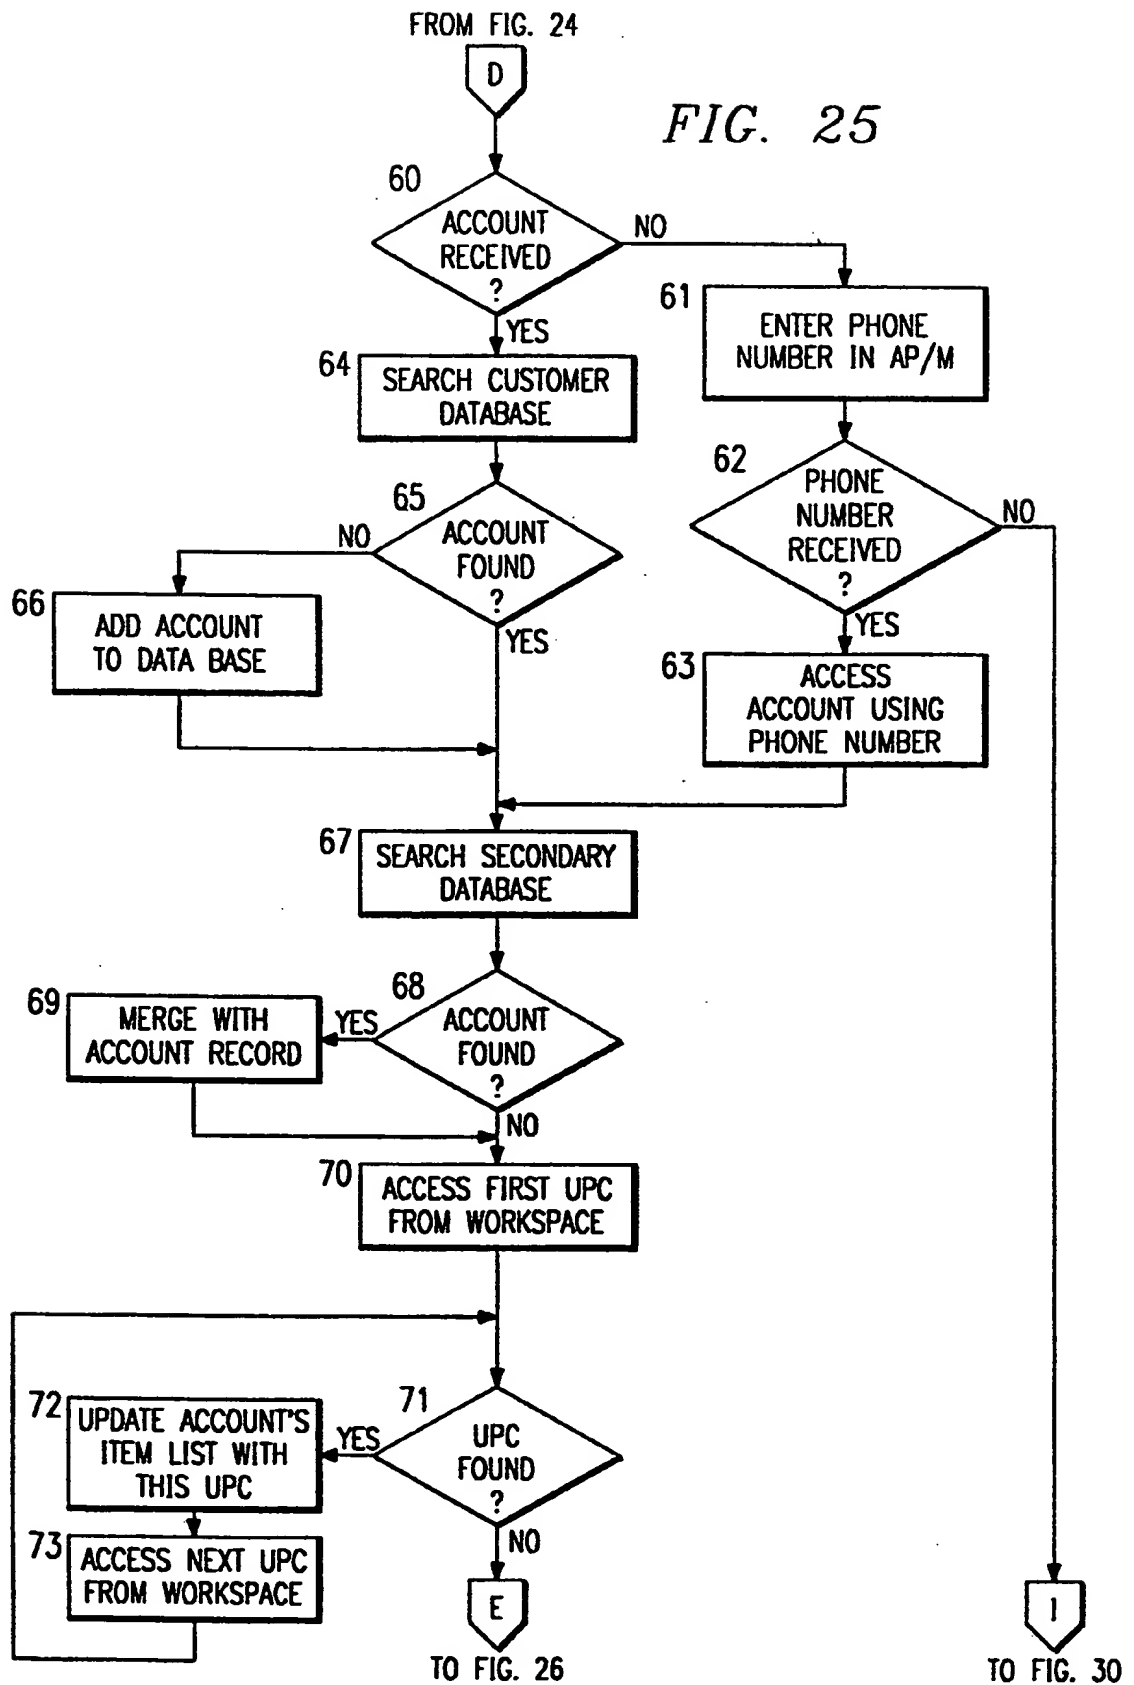 FROM FIG. 24
D
FIG. 25
60
ACCOUNT
RECEIVED
?
NO
YES
61
ENTER PHONE
NUMBER IN AP/M
64
SEARCH CUSTOMER
DATABASE
62
PHONE
NUMBER
RECEIVED
?
NO
YES
65
ACCOUNT
FOUND
?
NO
YES
66
ADD ACCOUNT
TO DATA BASE
63
ACCESS
ACCOUNT USING
PHONE NUMBER
67
SEARCH SECONDARY
DATABASE
68
ACCOUNT
FOUND
?
YES
NO
69
MERGE WITH
ACCOUNT RECORD
70
ACCESS FIRST UPC
FROM WORKSPACE
71
UPC
FOUND
?
YES
NO
72
UPDATE ACCOUNT'S
ITEM LIST WITH
THIS UPC
73
ACCESS NEXT UPC
FROM WORKSPACE
E
TO FIG. 26
I
TO FIG. 30